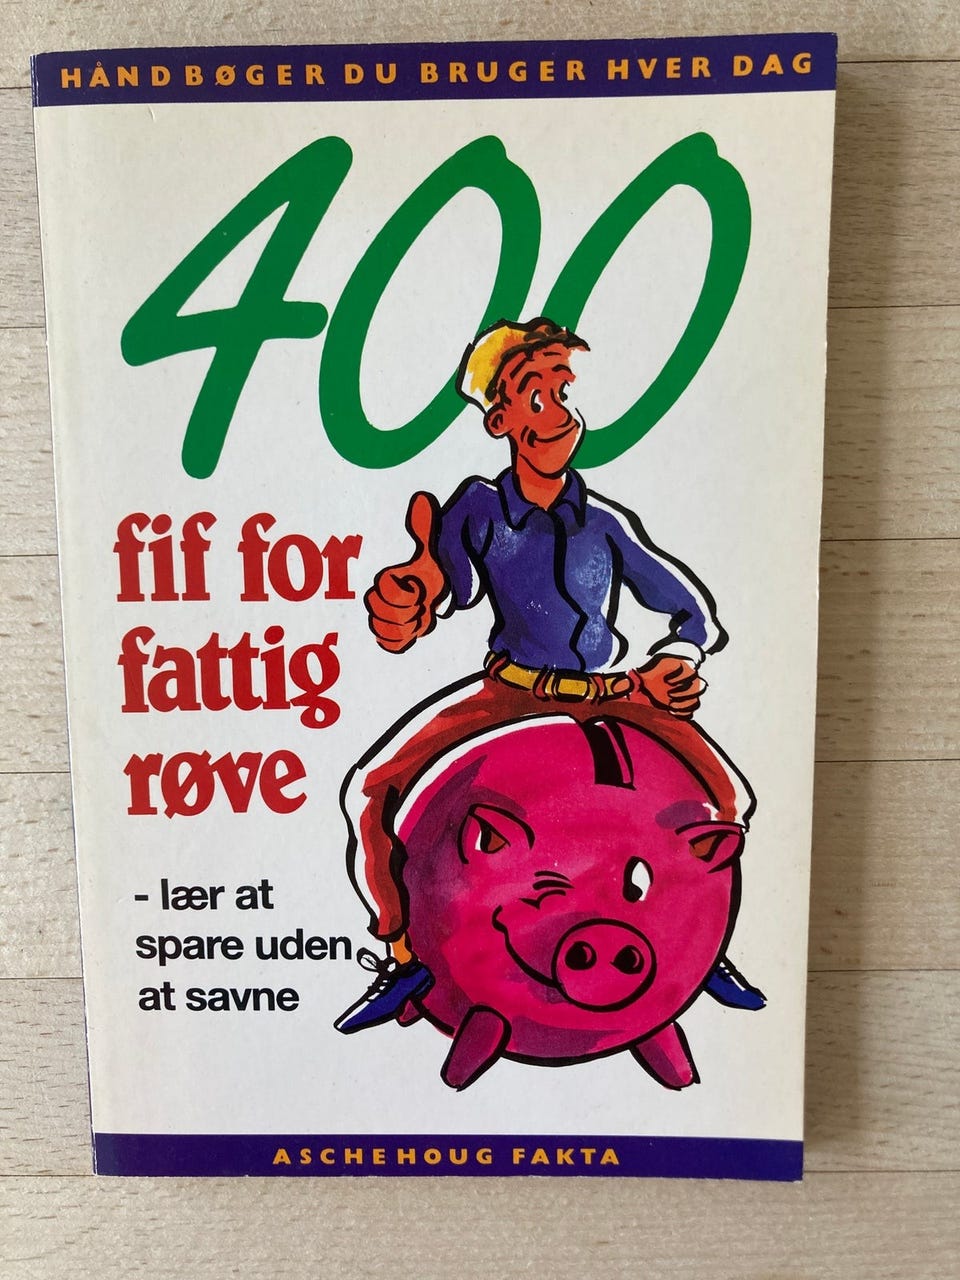 HÅNDBØGER DU BRUGER HVER DAG
400
fif for
fattig
røve
- lær at
spare uden
at savne
ASCHEHOUG FAKTA